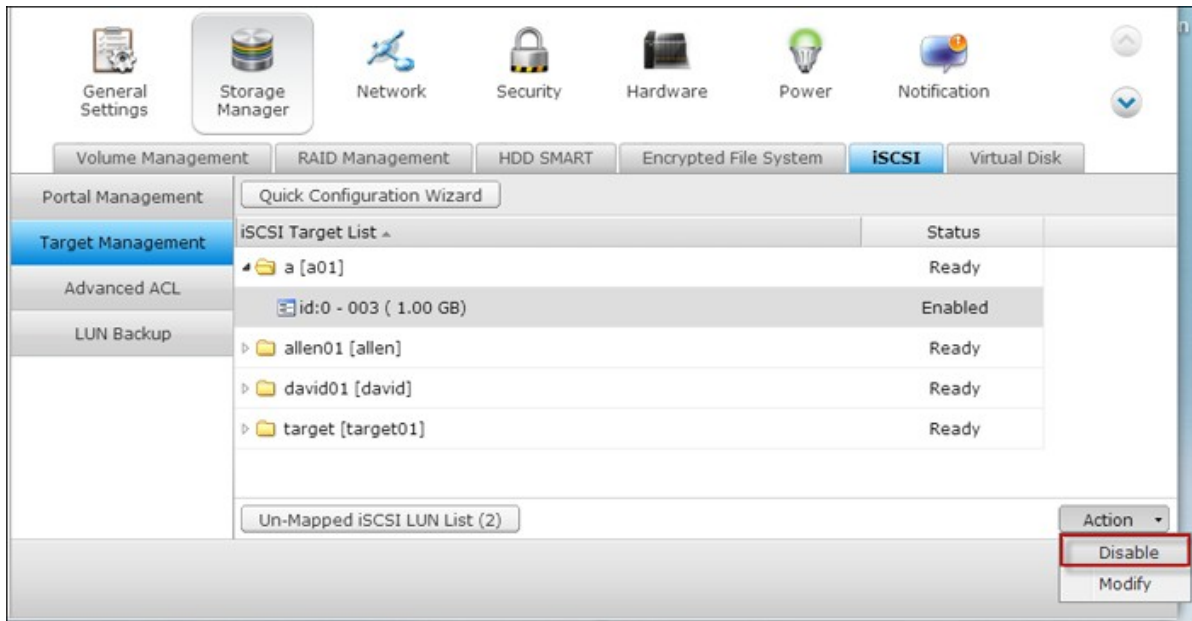 General Settings
Storage Manager
Network
Security
Hardware
Power
Notification
n
Volume Management
RAID Management
HDD SMART
Encrypted File System
iSCSI
Virtual Disk
Portal Management
Quick Configuration Wizard
Target Management
iSCSI Target List
Status
a [a01]
Ready
Advanced ACL
id:0 - 003 ( 1.00 GB)
Enabled
LUN Backup
allen01 [allen]
Ready
david01 [david]
Ready
target [target01]
Ready
Un-Mapped iSCSI LUN List (2)
Action
Disable
Modify